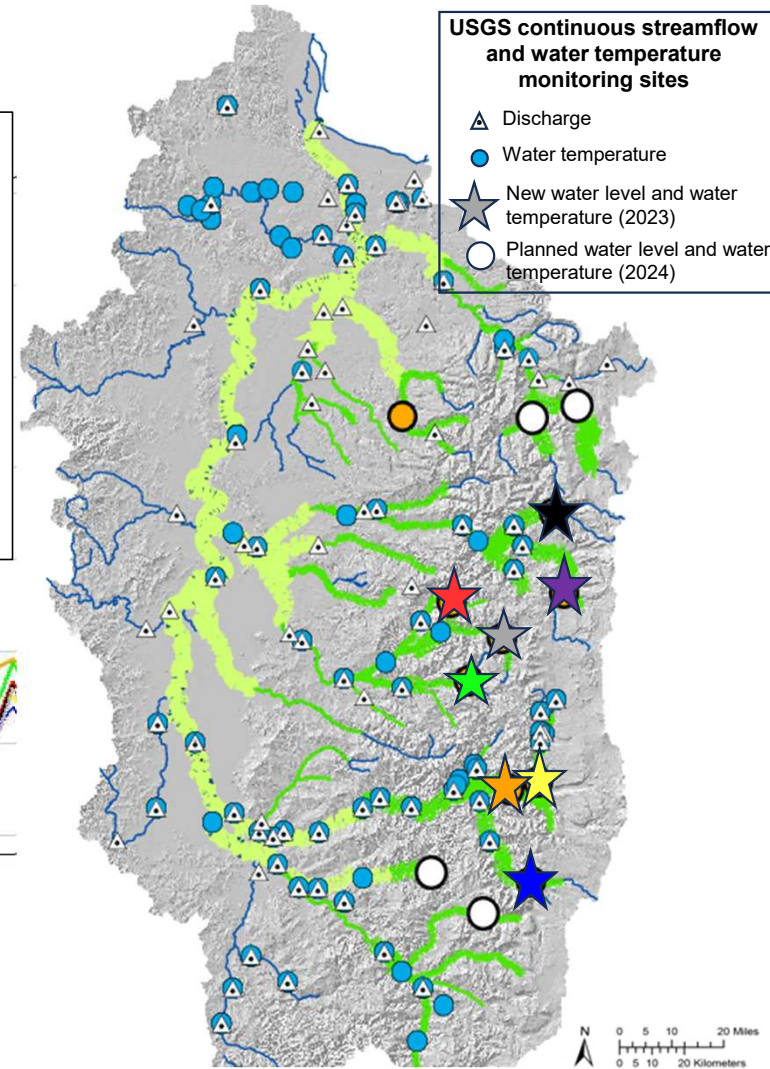 USGS continuous streamflow
and water temperature
monitoring sites
Discharge
Water temperature
New water level and water
temperature (2023)
Planned water level and water
temperature (2024)
N
0 5 10 20 Miles
0 5 10 20 Kilometers